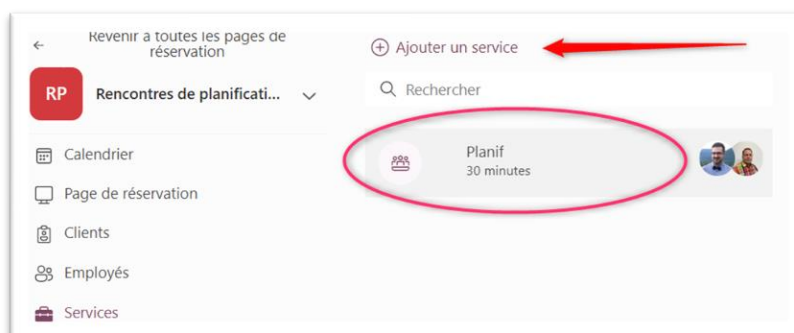 Revenir à toutes les pages de
réservation
RP
Rencontres de planificati...
Calendrier
Page de réservation
Clients
Employés
Services
Ajouter un service
Rechercher
Planif
30 minutes